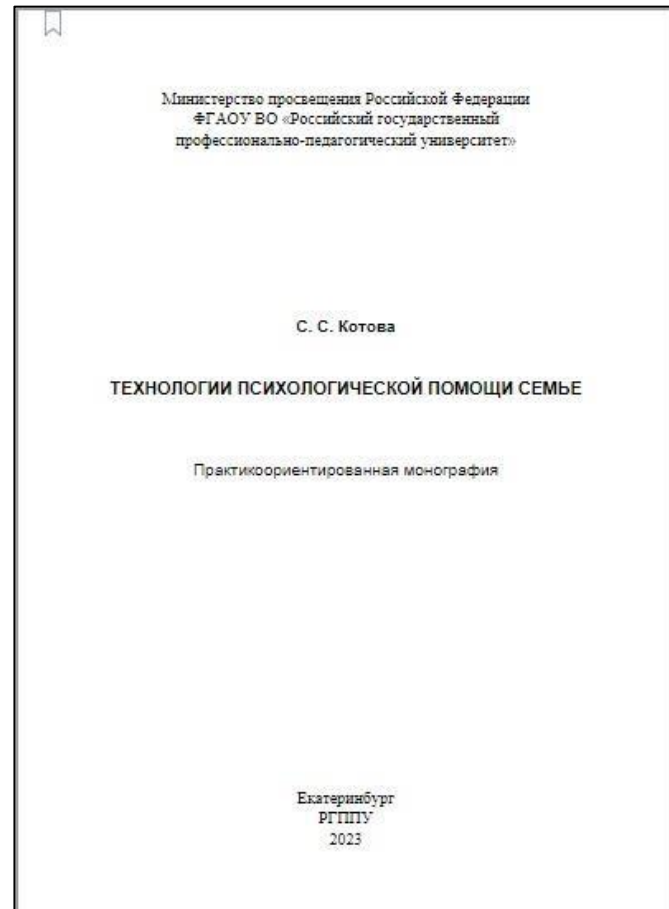 Министерство просвещения Российской Федерации
ФГАОУ ВО «Российский государственный
профессионально-педагогический университет»
С. С. Котова
ТЕХНОЛОГИИ ПСИХОЛОГИЧЕСКОЙ ПОМОЩИ СЕМЬЕ
Практикоориентированная монография
Екатеринбург
РГППУ
2023